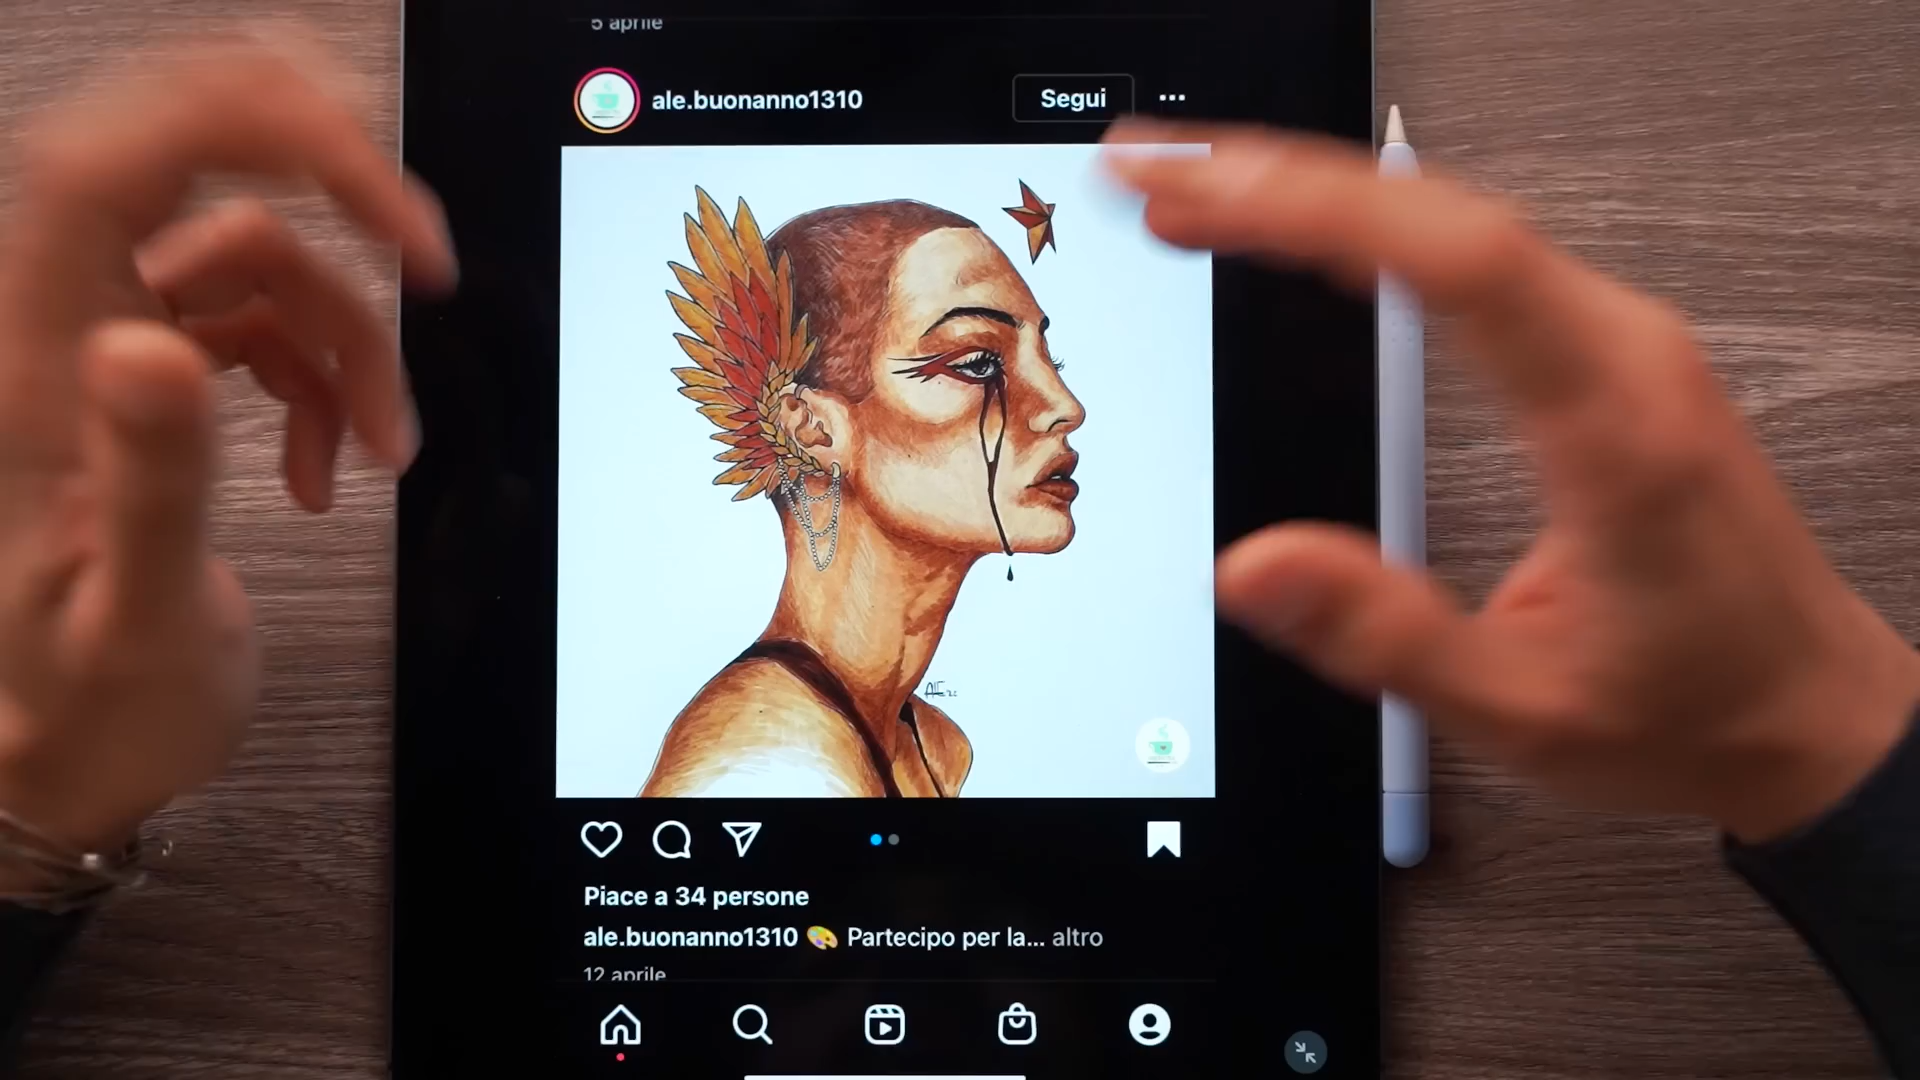 5 aprile
ale.buonanno1310
Segui
Piace a 34 persone
ale.buonanno1310 🎨 Partecipo per la... altro
12 aprile